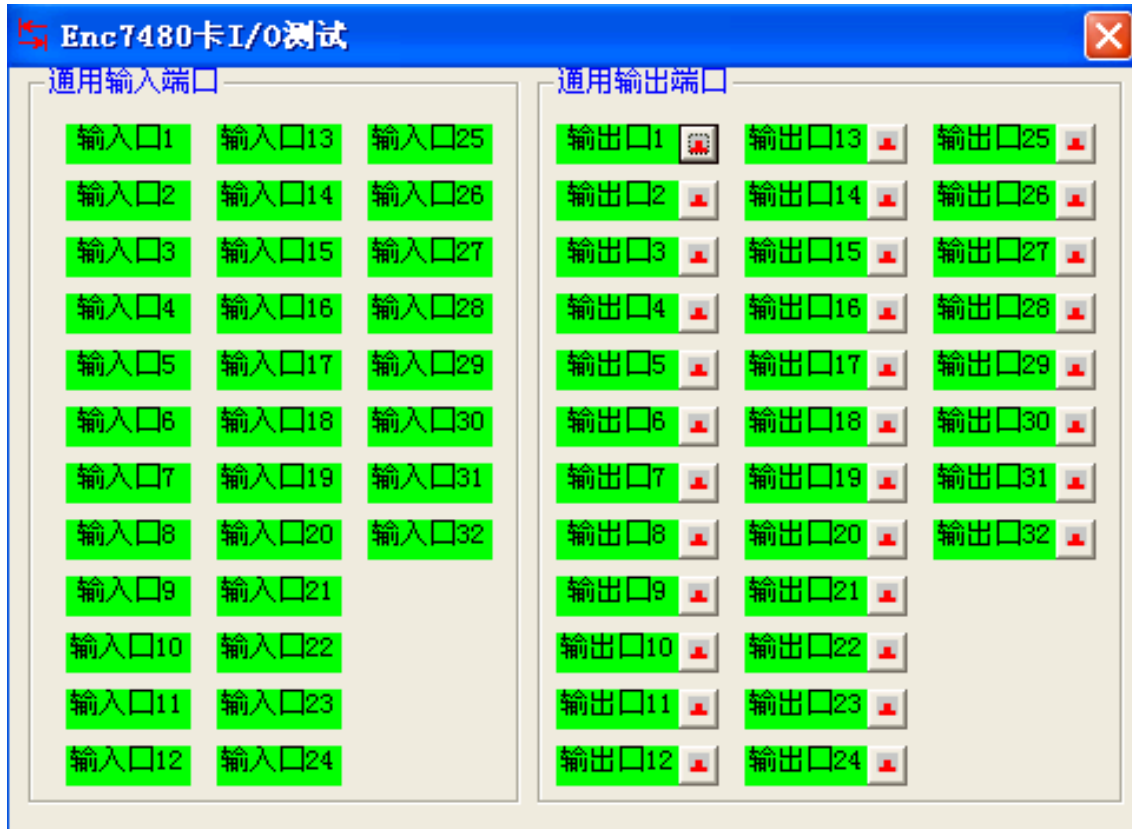 Enc7480卡I/O测试
通用输入端口
输入口1 输入口13 输入口25
输入口2 输入口14 输入口26
输入口3 输入口15 输入口27
输入口4 输入口16 输入口28
输入口5 输入口17 输入口29
输入口6 输入口18 输入口30
输入口7 输入口19 输入口31
输入口8 输入口20 输入口32
输入口9 输入口21
输入口10 输入口22
输入口11 输入口23
输入口12 输入口24
通用输出端口
输出口1 输出口13 输出口25
输出口2 输出口14 输出口26
输出口3 输出口15 输出口27
输出口4 输出口16 输出口28
输出口5 输出口17 输出口29
输出口6 输出口18 输出口30
输出口7 输出口19 输出口31
输出口8 输出口20 输出口32
输出口9 输出口21
输出口10 输出口22
输出口11 输出口23
输出口12 输出口24